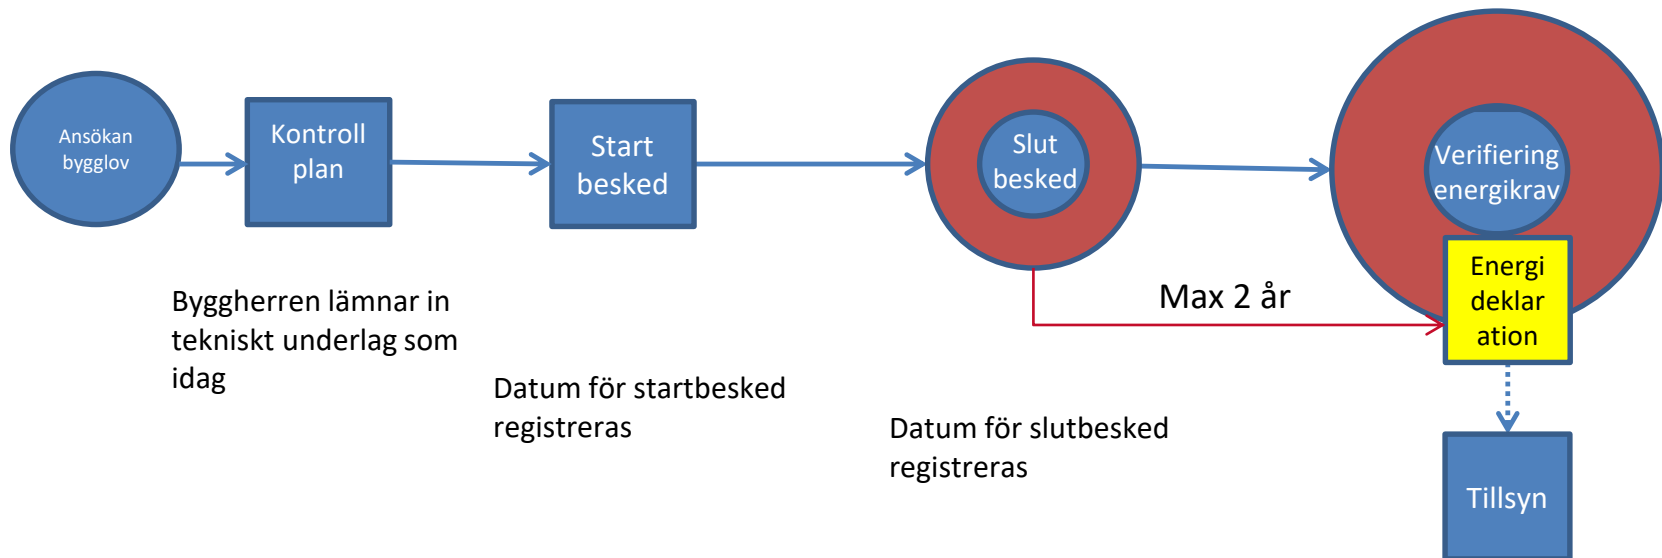 Ansökan
bygglov
Kontroll
plan
Start
besked
Slut
besked
Verifiering
energikrav
Energi
deklar
ation
Max 2 år
Byggherren lämnar in
tekniskt underlag som
idag
Datum för startbesked
registreras
Datum för slutbesked
registreras
Tillsyn